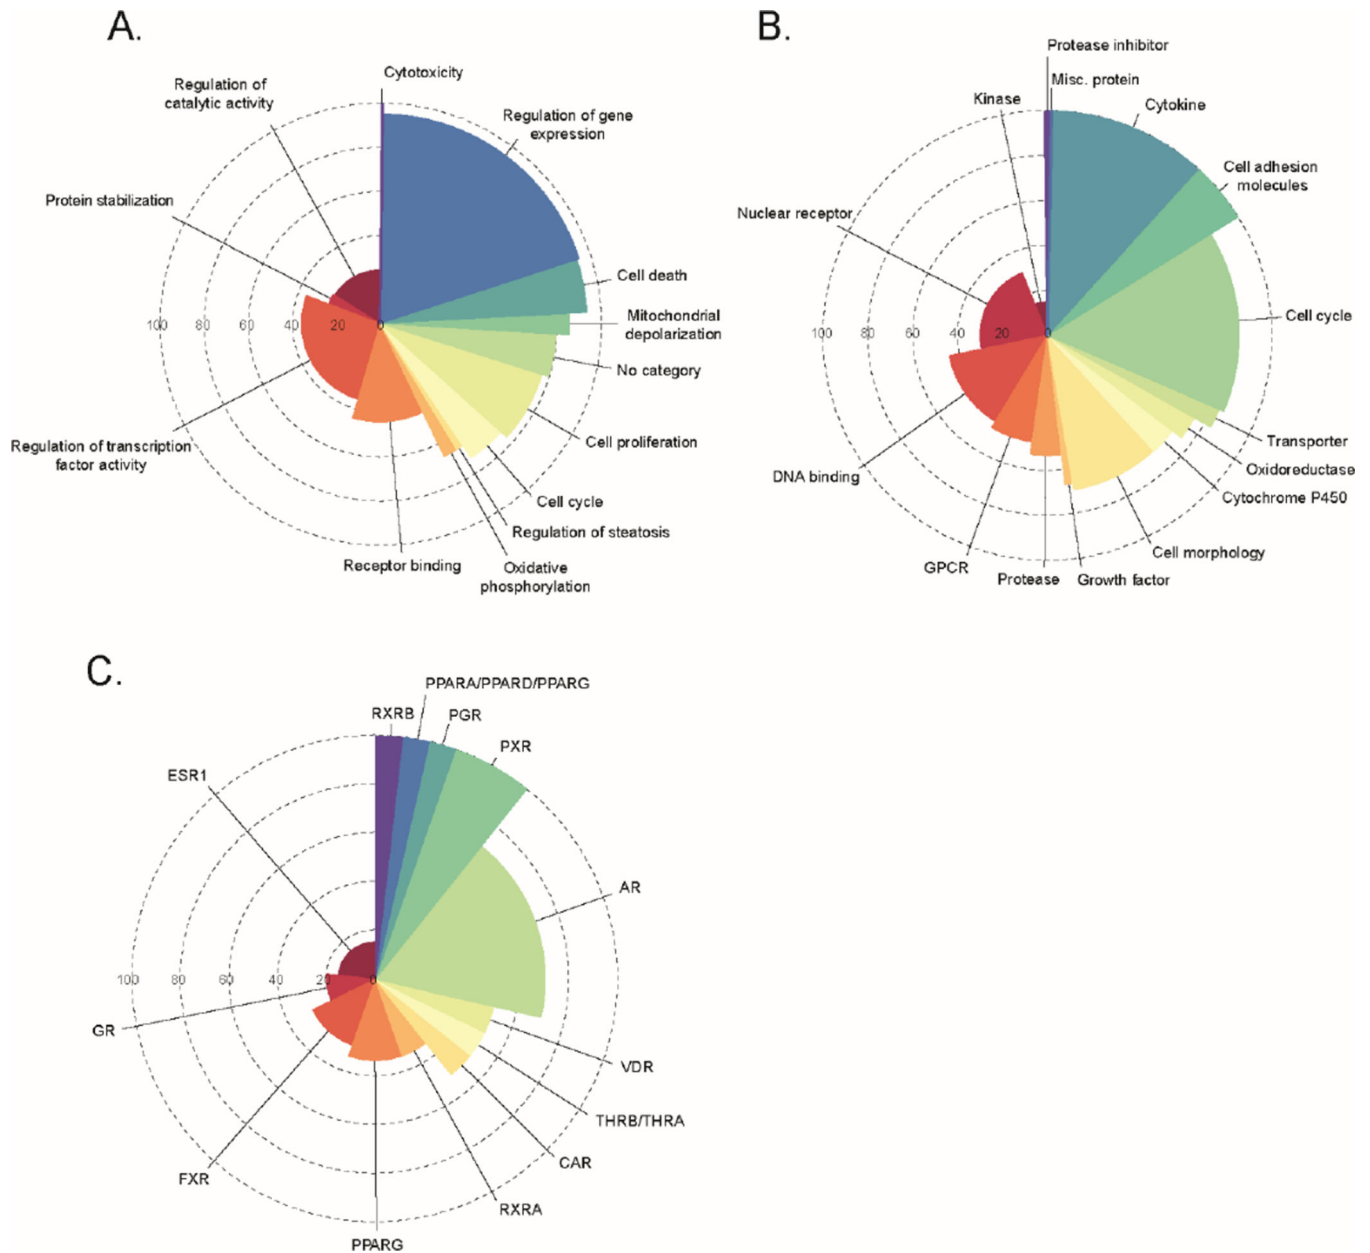 A.
Cytotoxicity
Regulation of
catalytic activity
Regulation of gene
expression
Protein stabilization
Cell death
Mitochondrial
depolarization
100 80 60 40 20 0
No category
Regulation of transcription
factor activity
Cell proliferation
Cell cycle
Regulation of steatosis
Receptor binding
Oxidative
phosphorylation
B.
Protease inhibitor
Misc. protein
Kinase
Cytokine
Cell adhesion
molecules
Nuclear receptor
Cell cycle
100 80 60 40 20 0
Transporter
Oxidoreductase
DNA binding
Cytochrome P450
Cell morphology
GPCR
Protease
Growth factor
C.
PPARA/PPARD/PPARG
RXRB
PGR
PXR
ESR1
AR
100 80 60 40 20 0
GR
VDR
THRB/THRA
CAR
FXR
RXRA
PPARG